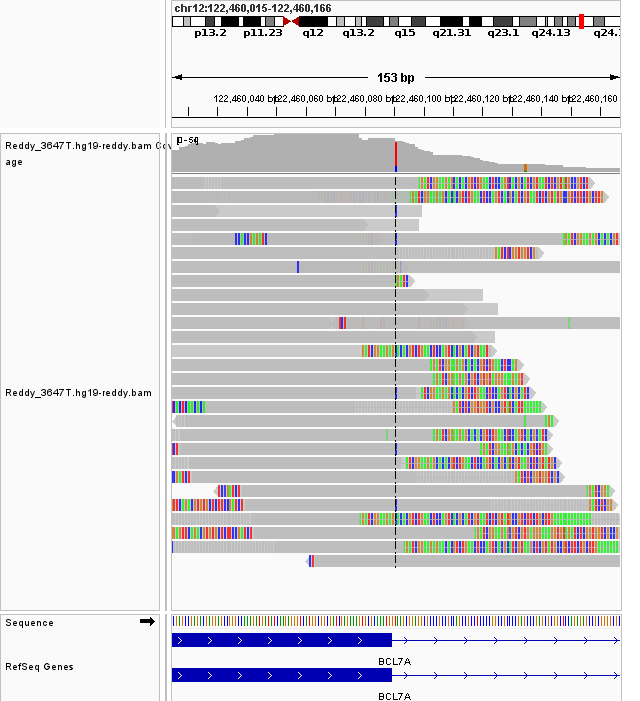 chr12:122,460,015-122,460,166
p13.2 p11.23 q12 q13.2 q15 q21.31 q23.1 q24.13 q24.
153 bp
122,460,040 bp 122,460,060 bp 122,460,080 bp 122,460,100 bp 122,460,120 bp 122,460,140 bp 122,460,160
Reddy_3647T.hg19-reddy.bam Cov
age
Reddy_3647T.hg19-reddy.bam
Sequence
BCL7A
RefSeq Genes
BCL7A